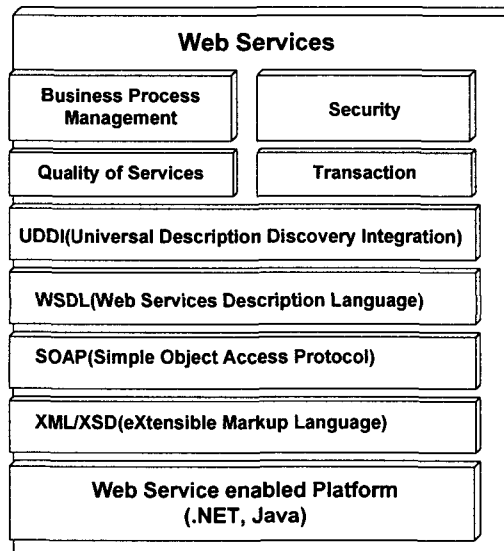 Web Services
Business Process
Management
Security
Quality of Services
Transaction
UDDI(Universal Description Discovery Integration)
WSDL(Web Services Description Language)
SOAP(Simple Object Access Protocol)
XML/XSD(eXtensible Markup Language)
Web Service enabled Platform
(.NET, Java)